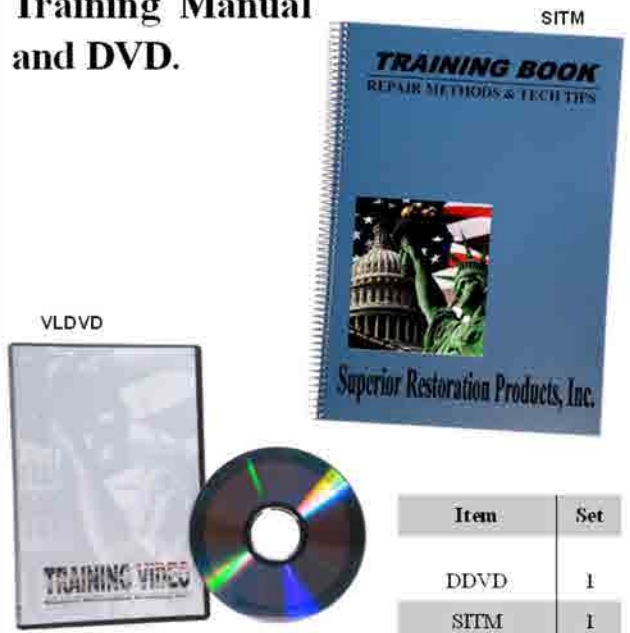 Training Manual
and DVD.
SITM
TRAINING BOOK
REPAIR METHODS & TECH TIPS
Superior Restoration Products, Inc.
VLDVD
TRAINING VIDEO
Item Set
DDVD 1
SITM 1